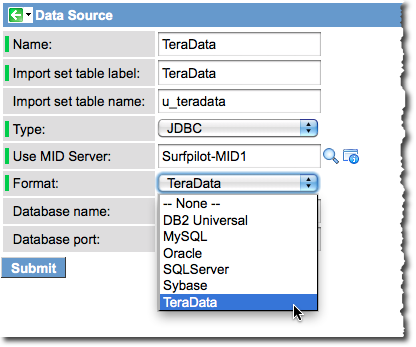 Data Source
Name: TeraData
Import set table label: TeraData
Import set table name: u_teradata
Type: JDBC
Use MID Server: Surfpilot-MID1
Format: TeraData
Database name:
Database port:
-- None --
DB2 Universal
MySQL
Oracle
SQLServer
Sybase
TeraData
Submit